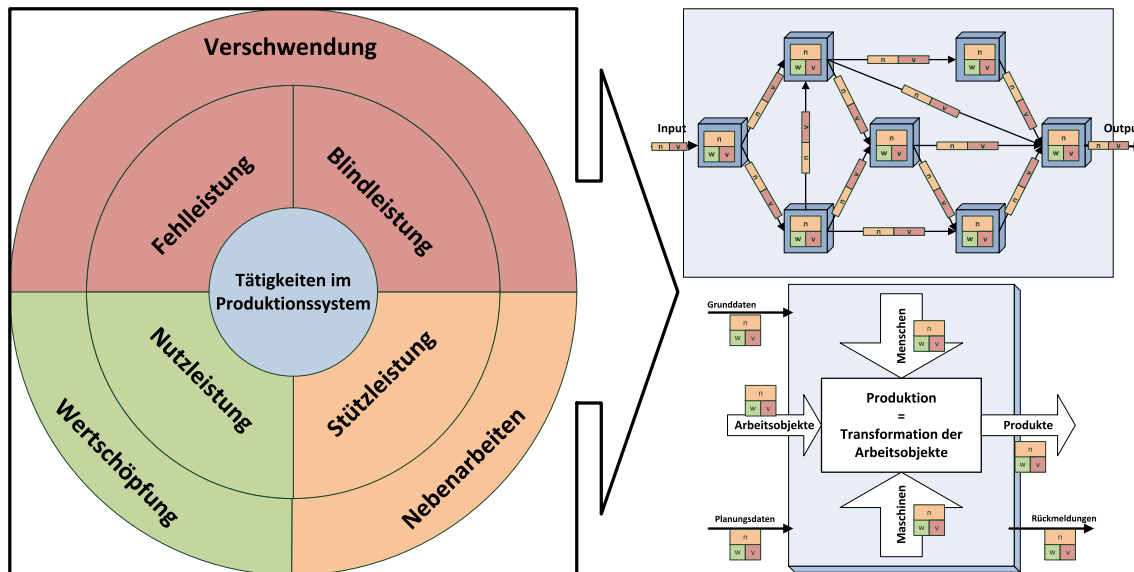 Verschwendung
Fehlleistung
Blindleistung
Tätigkeiten im
Produktionssystem
Nutzleistung
Stützleistung
Wertschöpfung
Nebenarbeiten
n
w v
n
w v
n v
n v
n v
n v
n v
Input
n v
n
w v
n v
n
w v
n v
n
w v
Output
n v
n v
n v
n v
n v
n v
n
w v
n v
n
w v
Grunddaten
n
w v
Menschen
n
w v
n
w v
Arbeitsobjekte
Produktion
=
Transformation der
Arbeitsobjekte
Produkte
n
w v
Maschinen
n
w v
Planungsdaten
n
w v
Rückmeldungen
n
w v